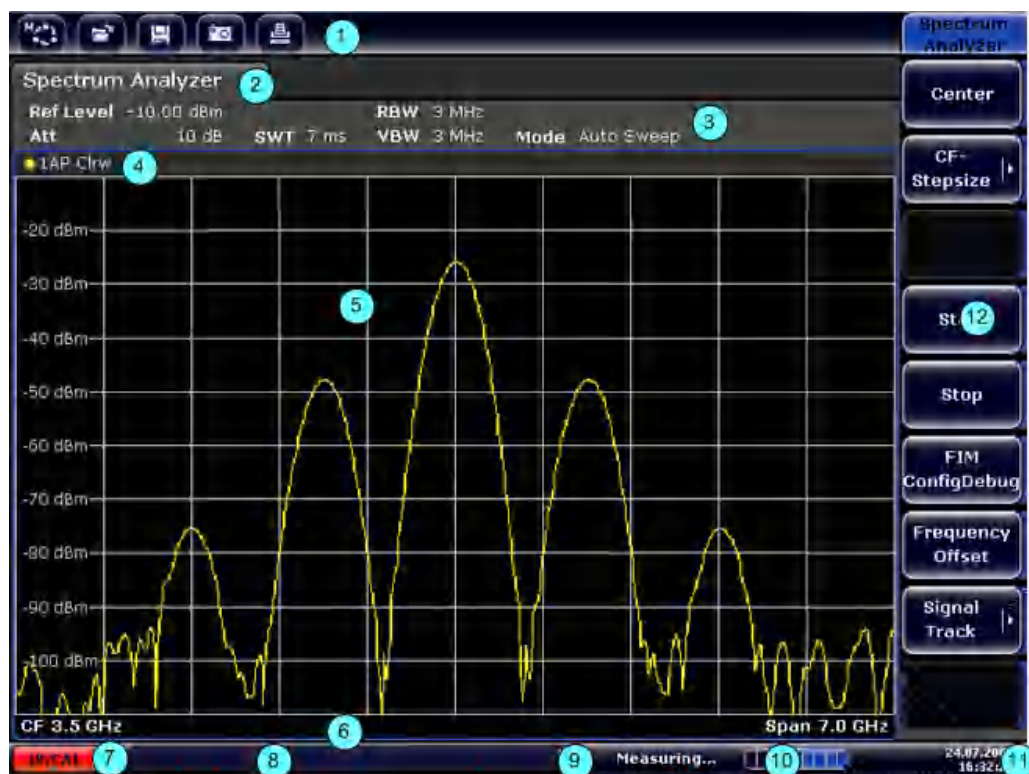 1
Spectrum
Analyzer
Spectrum Analyzer 2
Ref Level -10.00 dBm RBW 3 MHz
Att 10 dB SWT 7 ms VBW 3 MHz Mode Auto Sweep 3
1AP Clrw 4
-20 dBm
-30 dBm
5
-40 dBm
-50 dBm
-60 dBm
-70 dBm
-80 dBm
-90 dBm
-100 dBm
CF 3.5 GHz 6 Span 7.0 GHz
7 8 9 Measuring... 10 11
Center
CF-
Stepsize
12
Stop
FIM
ConfigDebug
Frequency
Offset
Signal
Track